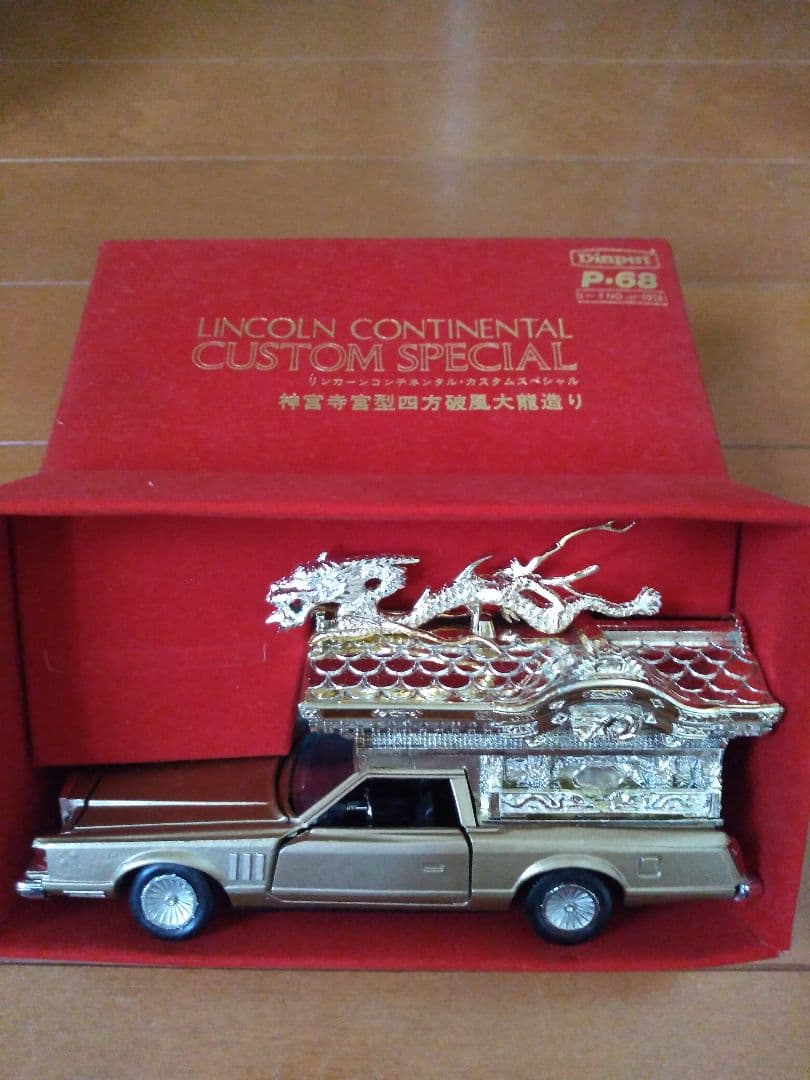 Dinpet
P・68
LINCOLN CONTINENTAL
CUSTOM SPECIAL
リンカーンコンチネンタル・カスタムスペシャル
神宮寺宮型四方破風大龍造り